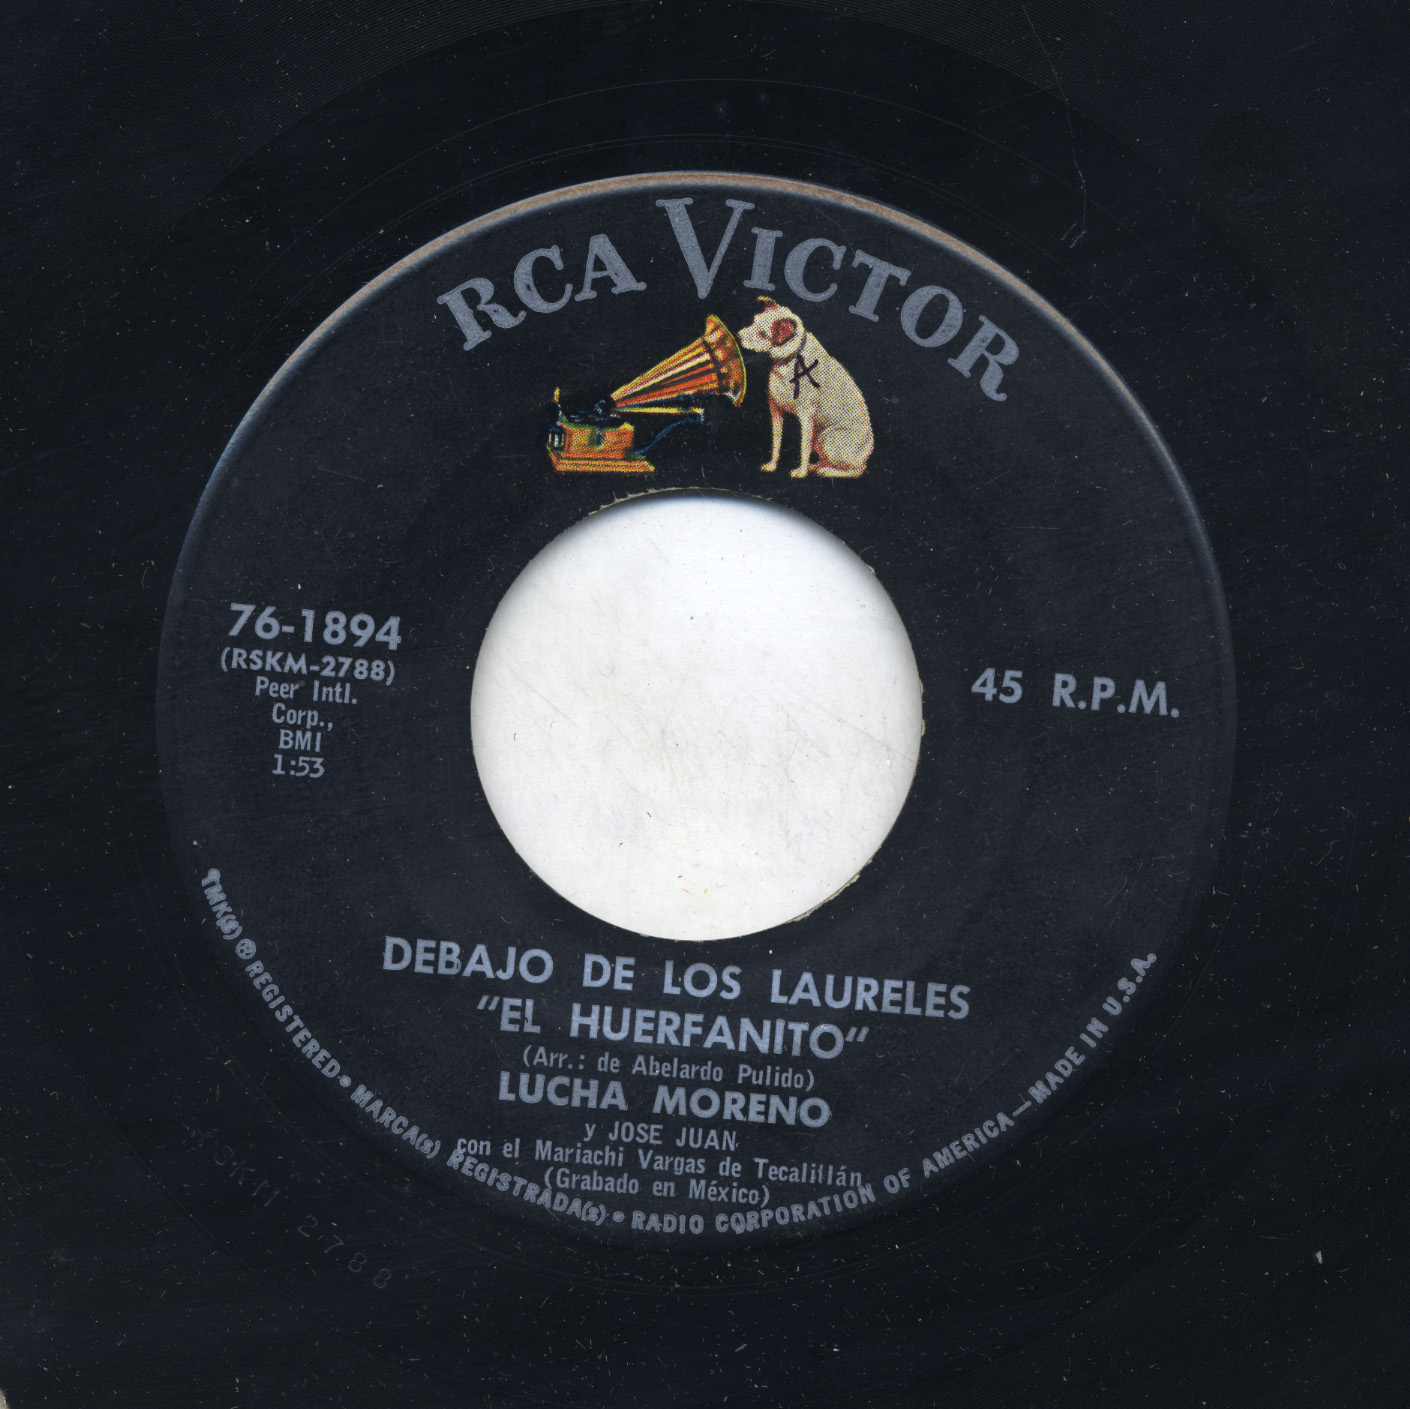 RCA VICTOR
A
76-1894
(RSKM-2788)
Peer Intl.
Corp.,
BMI
1:53
45 R.P.M.
DEBAJO DE LOS LAURELES
"EL HUERFANITO"
(Arr.: de Abelardo Pulido)
LUCHA MORENO
y JOSE JUAN
con el Mariachi Vargas de Tecalitlán
(Grabado en México)
TMK(s) ® REGISTERED • MARCA(s) REGISTRADA(s) • RADIO CORPORATION OF AMERICA—MADE IN U.S.A.
RSKM 2788